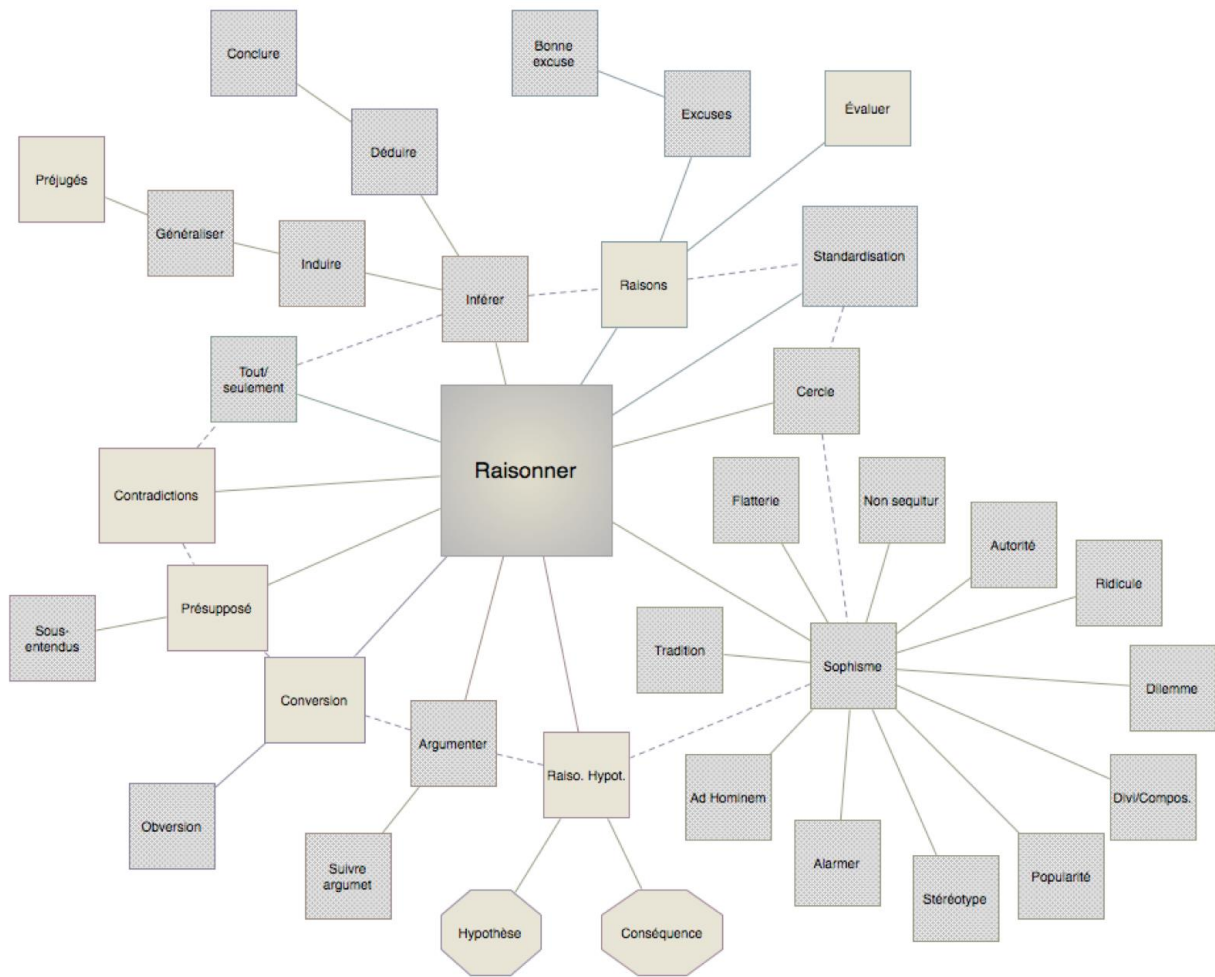 Conclure
Bonne
excuse
Excuses
Évaluer
Déduire
Préjugés
Généraliser
Induire
Inférer
Raisons
Standardisation
Tout/
seulement
Cercle
Raisonner
Contradictions
Flatterie
Non sequitur
Autorité
Ridicule
Présupposé
Sous-
entendus
Tradition
Sophisme
Dilemme
Conversion
Argumenter
Raiso. Hypot.
Ad Hominem
Divi/Compos.
Obversion
Alarmer
Popularité
Stéréotype
Suivre
argumet
Hypothèse
Conséquence